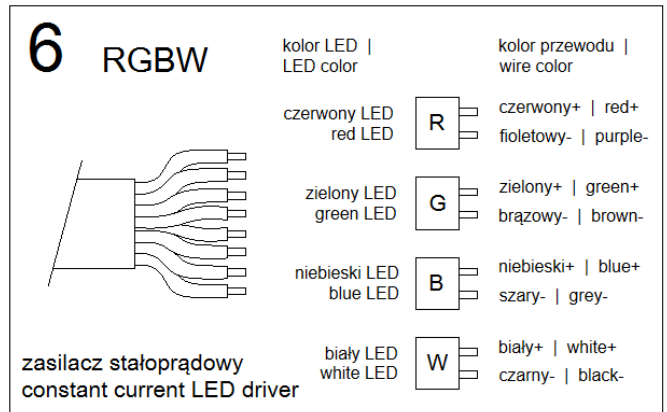 6 RGBW
kolor LED |
LED color
kolor przewodu |
wire color
czerwony LED
red LED
R
czerwony+ | red+
fioletowy- | purple-
zielony LED
green LED
G
zielony+ | green+
brązowy- | brown-
niebieski LED
blue LED
B
niebieski+ | blue+
szary- | grey-
biały LED
white LED
W
biały+ | white+
czarny- | black-
zasilacz stałoprądowy
constant current LED driver